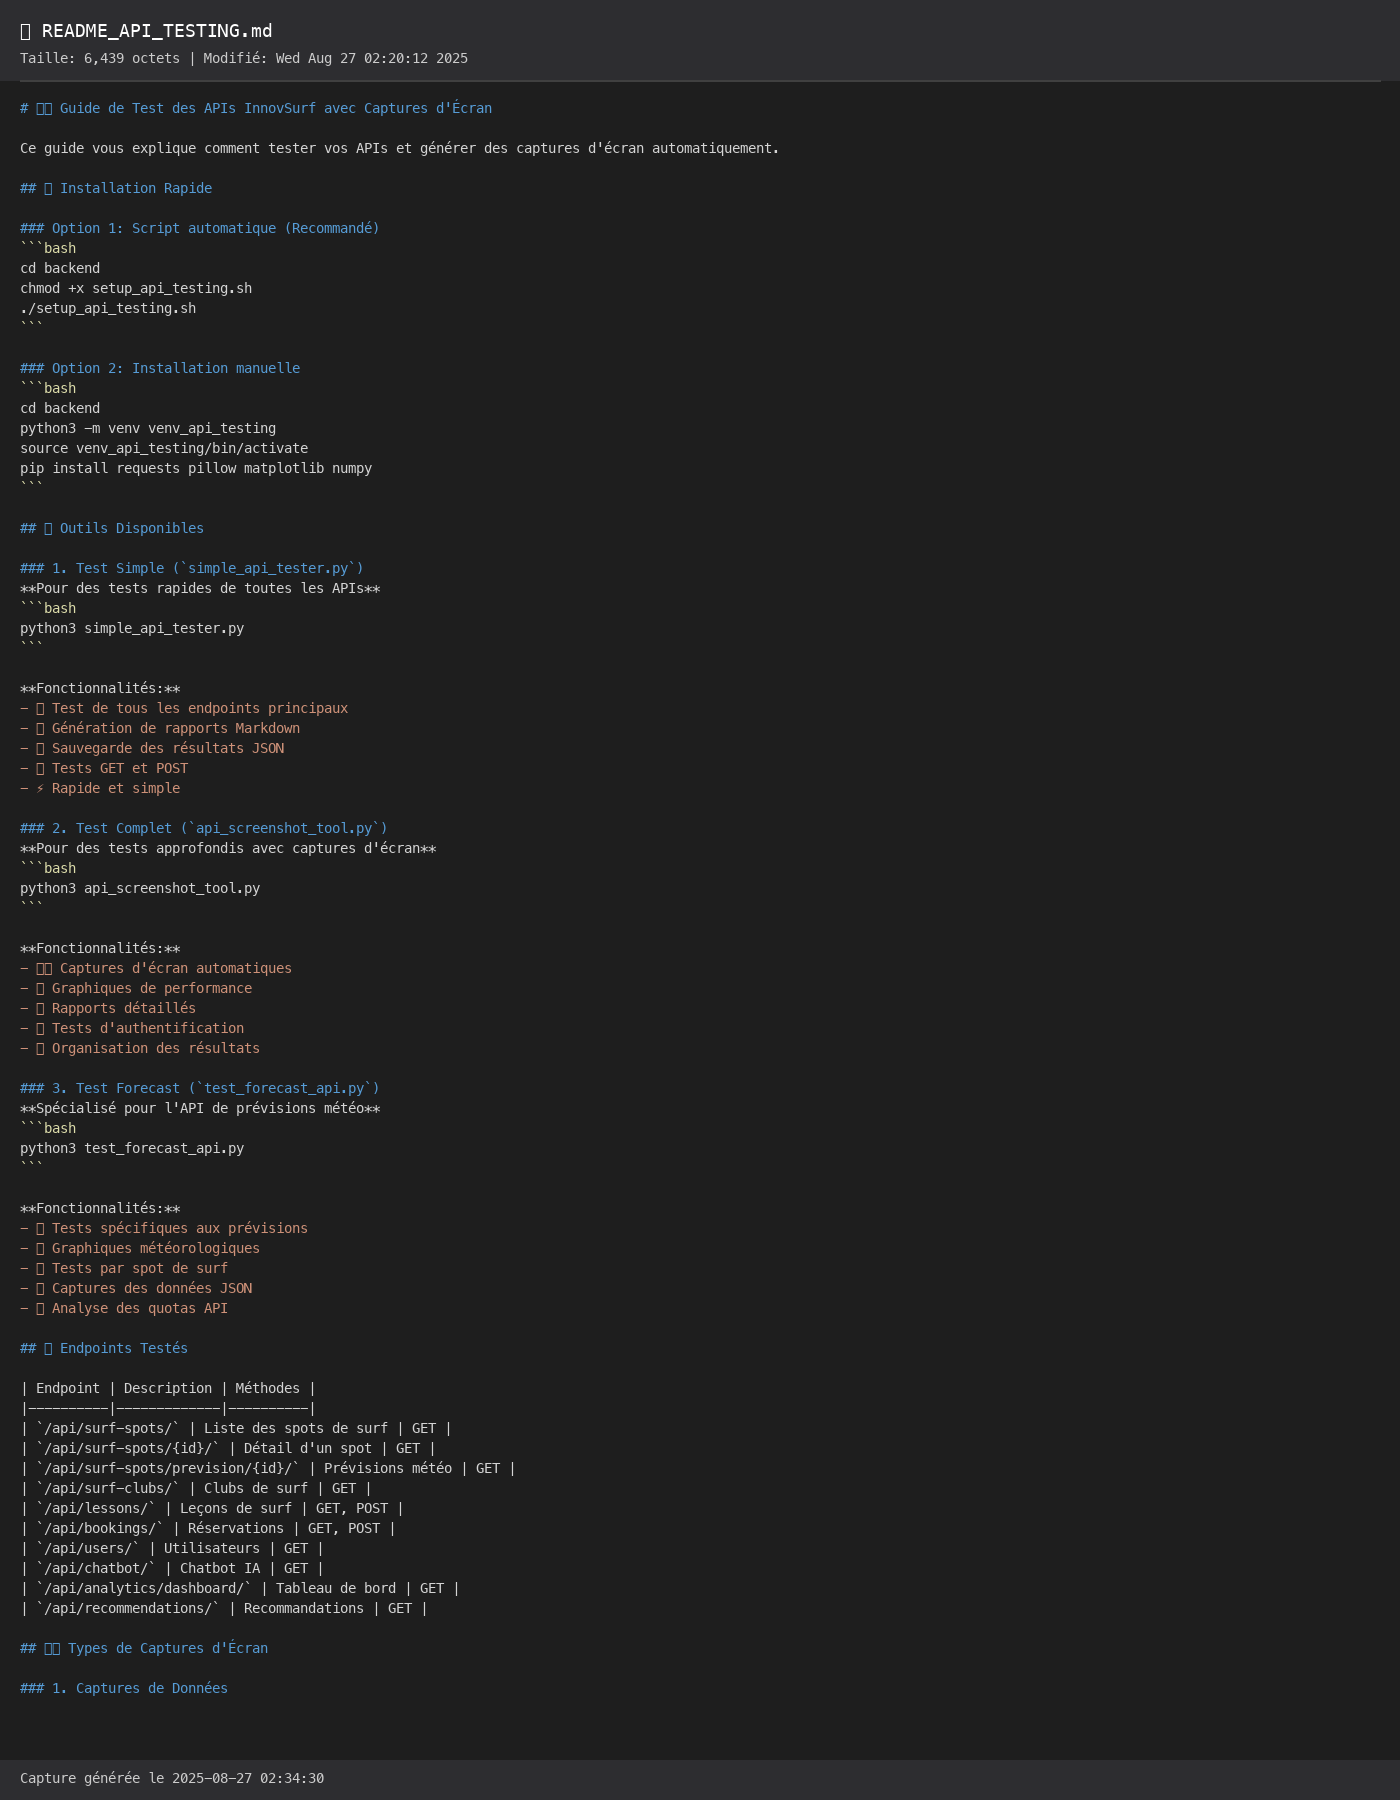 README_API_TESTING.md
Taille: 6,439 octets | Modifié: Wed Aug 27 02:20:12 2025
# Guide de Test des APIs InnovSurf avec Captures d'Écran
Ce guide vous explique comment tester vos APIs et générer des captures d'écran automatiquement.
## Installation Rapide
### Option 1: Script automatique (Recommandé)
```bash
cd backend
chmod +x setup_api_testing.sh
./setup_api_testing.sh
```
### Option 2: Installation manuelle
```bash
cd backend
python3 -m venv venv_api_testing
source venv_api_testing/bin/activate
pip install requests pillow matplotlib numpy
```
## Outils Disponibles
### 1. Test Simple (`simple_api_tester.py`)
**Pour des tests rapides de toutes les APIs**
```bash
python3 simple_api_tester.py
```
**Fonctionnalités:**
- Test de tous les endpoints principaux
- Génération de rapports Markdown
- Sauvegarde des résultats JSON
- Tests GET et POST
- ⚡ Rapide et simple
### 2. Test Complet (`api_screenshot_tool.py`)
**Pour des tests approfondis avec captures d'écran**
```bash
python3 api_screenshot_tool.py
```
**Fonctionnalités:**
- Captures d'écran automatiques
- Graphiques de performance
- Rapports détaillés
- Tests d'authentification
- Organisation des résultats
### 3. Test Forecast (`test_forecast_api.py`)
**Spécialisé pour l'API de prévisions météo**
```bash
python3 test_forecast_api.py
```
**Fonctionnalités:**
- Tests spécifiques aux prévisions
- Graphiques météorologiques
- Tests par spot de surf
- Captures des données JSON
- Analyse des quotas API
## Endpoints Testés
| Endpoint | Description | Méthodes |
|----------|-------------|----------|
| `/api/surf-spots/` | Liste des spots de surf | GET |
| `/api/surf-spots/{id}/` | Détail d'un spot | GET |
| `/api/surf-spots/prevision/{id}/` | Prévisions météo | GET |
| `/api/surf-clubs/` | Clubs de surf | GET |
| `/api/lessons/` | Leçons de surf | GET, POST |
| `/api/bookings/` | Réservations | GET, POST |
| `/api/users/` | Utilisateurs | GET |
| `/api/chatbot/` | Chatbot IA | GET |
| `/api/analytics/dashboard/` | Tableau de bord | GET |
| `/api/recommendations/` | Recommandations | GET |
## Types de Captures d'Écran
### 1. Captures de Données
Capture générée le 2025-08-27 02:34:30